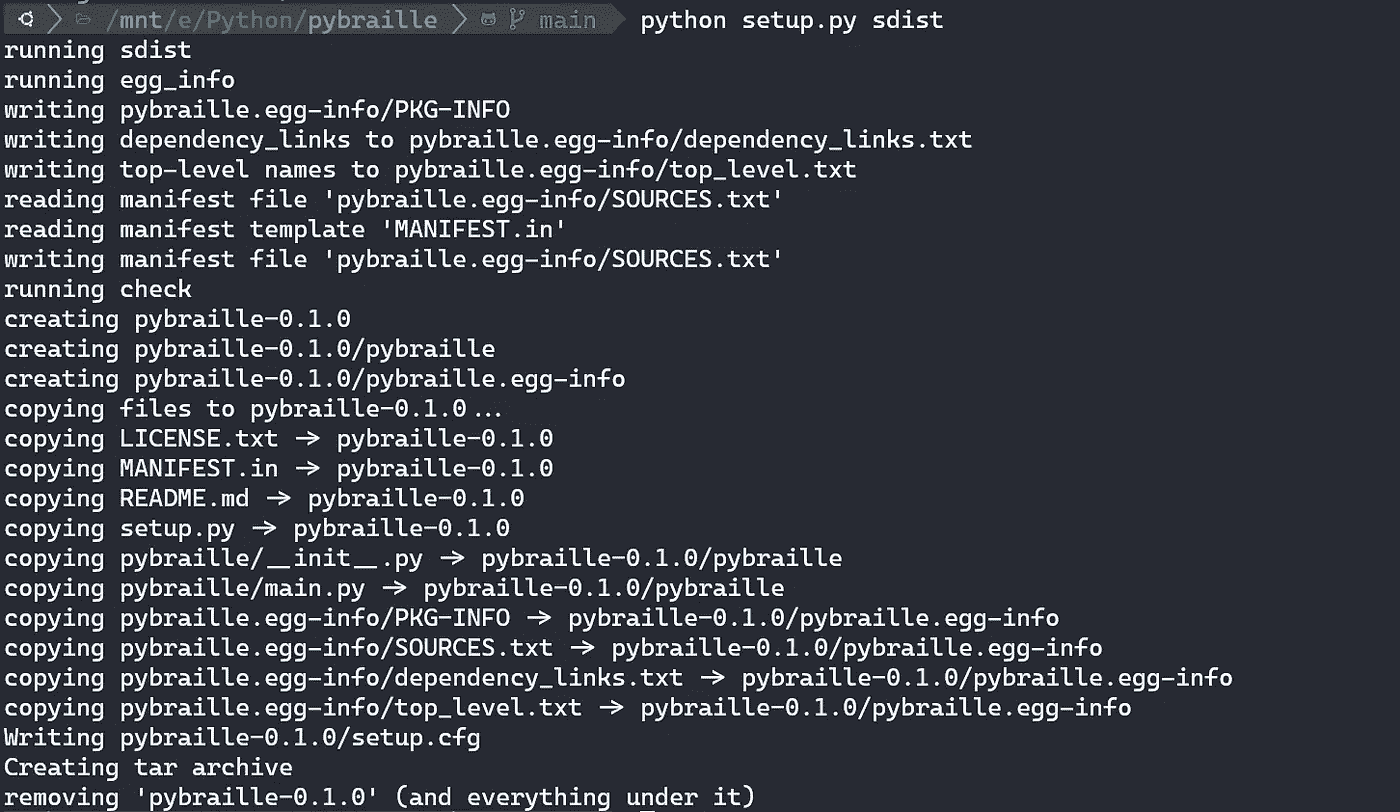 /mnt/e/Python/pybraille main python setup.py sdist
running sdist
running egg_info
writing pybraille.egg-info/PKG-INFO
writing dependency_links to pybraille.egg-info/dependency_links.txt
writing top-level names to pybraille.egg-info/top_level.txt
reading manifest file 'pybraille.egg-info/SOURCES.txt'
reading manifest template 'MANIFEST.in'
writing manifest file 'pybraille.egg-info/SOURCES.txt'
running check
creating pybraille-0.1.0
creating pybraille-0.1.0/pybraille
creating pybraille-0.1.0/pybraille.egg-info
copying files to pybraille-0.1.0...
copying LICENSE.txt -> pybraille-0.1.0
copying MANIFEST.in -> pybraille-0.1.0
copying README.md -> pybraille-0.1.0
copying setup.py -> pybraille-0.1.0
copying pybraille/__init__.py -> pybraille-0.1.0/pybraille
copying pybraille/main.py -> pybraille-0.1.0/pybraille
copying pybraille.egg-info/PKG-INFO -> pybraille-0.1.0/pybraille.egg-info
copying pybraille.egg-info/SOURCES.txt -> pybraille-0.1.0/pybraille.egg-info
copying pybraille.egg-info/dependency_links.txt -> pybraille-0.1.0/pybraille.egg-info
copying pybraille.egg-info/top_level.txt -> pybraille-0.1.0/pybraille.egg-info
Writing pybraille-0.1.0/setup.cfg
Creating tar archive
removing 'pybraille-0.1.0' (and everything under it)